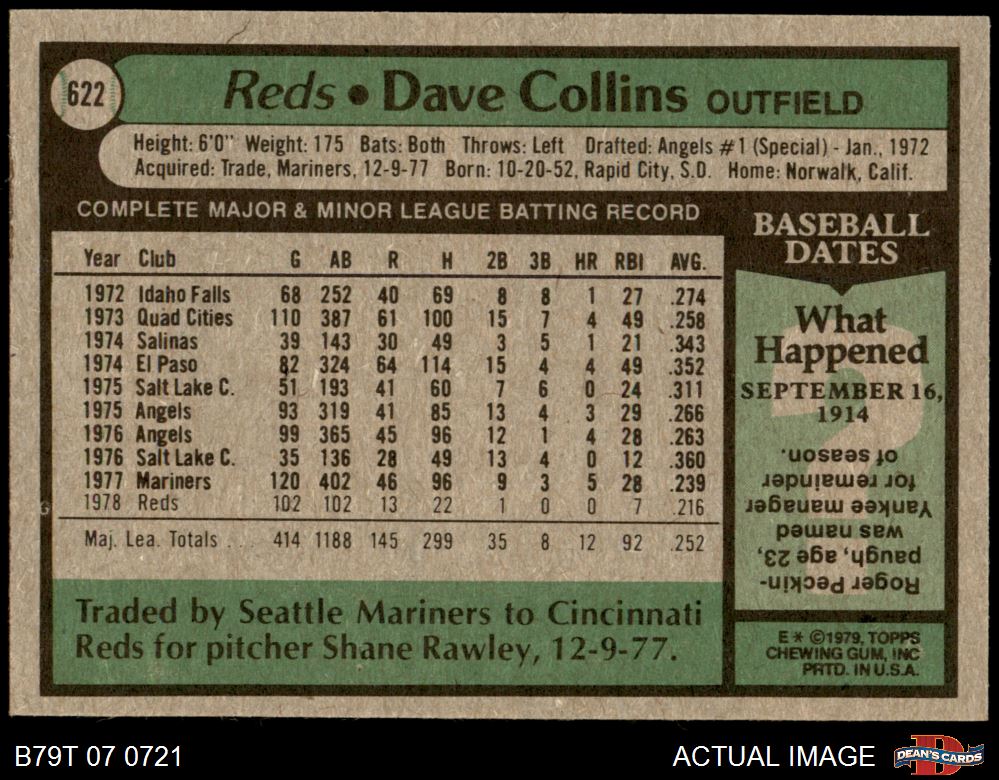 622
Reds • Dave Collins OUTFIELD
Height: 6'0" Weight: 175 Bats: Both Throws: Left Drafted: Angels #1 (Special) - Jan., 1972
Acquired: Trade, Mariners, 12-9-77 Born: 10-20-52, Rapid City, S.D. Home: Norwalk, Calif.
COMPLETE MAJOR & MINOR LEAGUE BATTING RECORD
Year Club G AB R H 2B 3B HR RBI AVG.
1972 Idaho Falls 68 252 40 69 8 8 1 27 .274
1973 Quad Cities 110 387 61 100 15 7 4 49 .258
1974 Salinas 39 143 30 49 3 5 1 21 .343
1974 El Paso 82 324 64 114 15 4 4 49 .352
1975 Salt Lake C. 51 193 41 60 7 6 0 24 .311
1975 Angels 93 319 41 85 13 4 3 29 .266
1976 Angels 99 365 45 96 12 1 4 28 .263
1976 Salt Lake C. 35 136 28 49 13 4 0 12 .360
1977 Mariners 120 402 46 96 9 3 5 28 .239
1978 Reds 102 102 13 22 1 0 0 7 .216
Maj. Lea. Totals .... 414 1188 145 299 35 8 12 92 .252
Traded by Seattle Mariners to Cincinnati
Reds for pitcher Shane Rawley, 12-9-77.
BASEBALL
DATES
What
Happened
SEPTEMBER 16,
1914
Roger Peckin-
paugh, age 23,
was named
Yankee manager
for remainder
of season.
E * ©1979, TOPPS
CHEWING GUM, INC
PRTD. IN U.S.A.
B79T 07 0721
ACTUAL IMAGE
DEAN'S CARDS